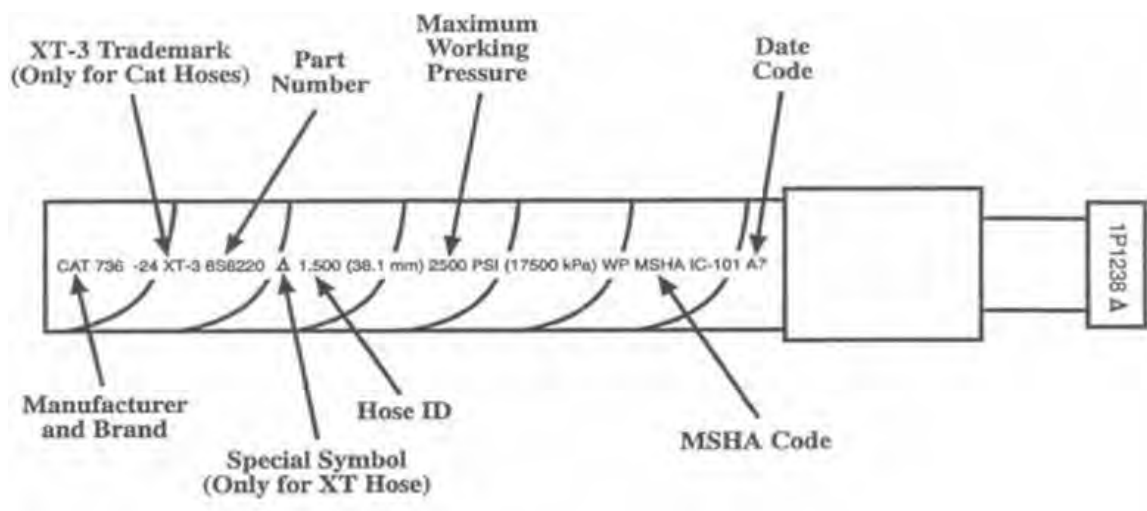 XT-3 Trademark
(Only for Cat Hoses)
Part
Number
Maximum
Working
Pressure
Date
Code
CAT 736 -24 XT-3 6S6220 Δ 1.500 (38.1 mm) 2500 PSI (17500 kPa) WP MSHA IC-101 A7
1P1238 Δ
Manufacturer
and Brand
Special Symbol
(Only for XT Hose)
Hose ID
MSHA Code